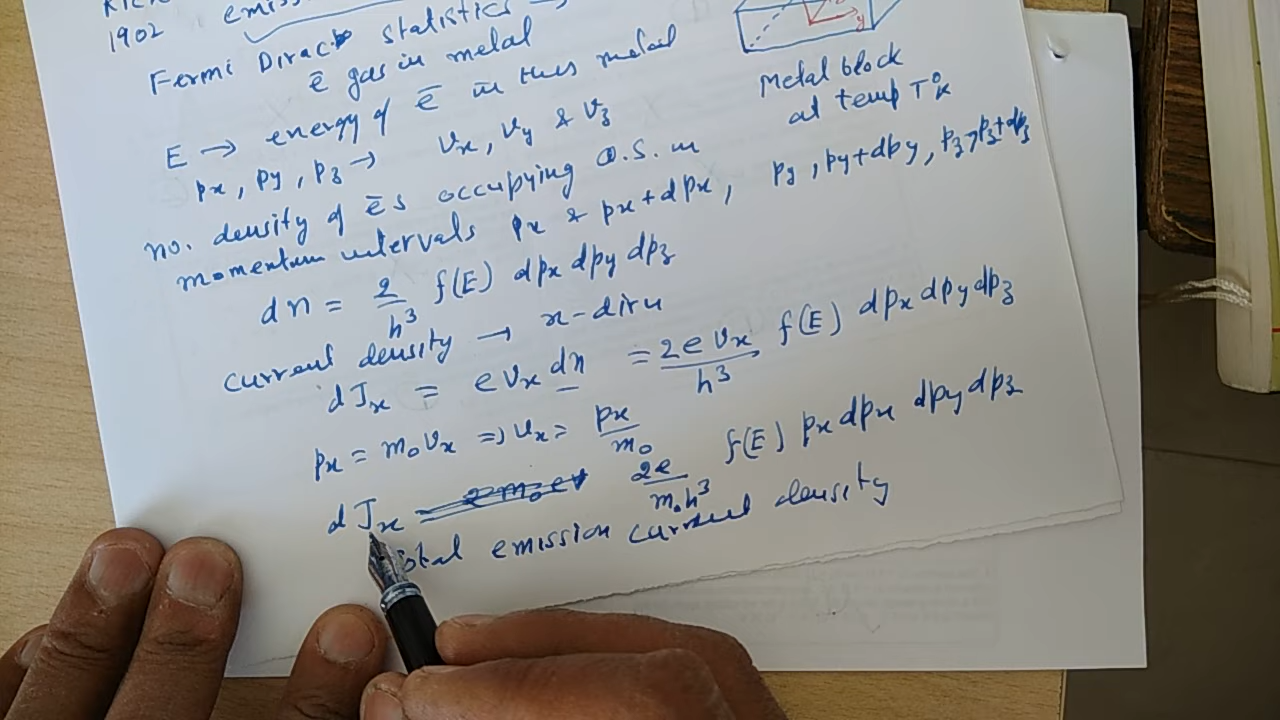 1902 emiss
Fermi Dirac statistics →
ē gas in metal
E → energy of ē in this metal
px, py, pz → vx, vy & vz
Metal block
at temp T°K
no. density of ēs occupying
momentum intervals px & px + dpx, py, py + dpy, pz, pz + dpz
dn = 2/h³ f(E) dpx dpy dpz
Current density → x-dirn
dJx = e vx dn = 2e vx/h³ f(E) dpx dpy dpz
px = m₀vx => vx = px/m₀
dJx 2e/m₀h³ f(E) px dpx dpy dpz
Total emission current density
y